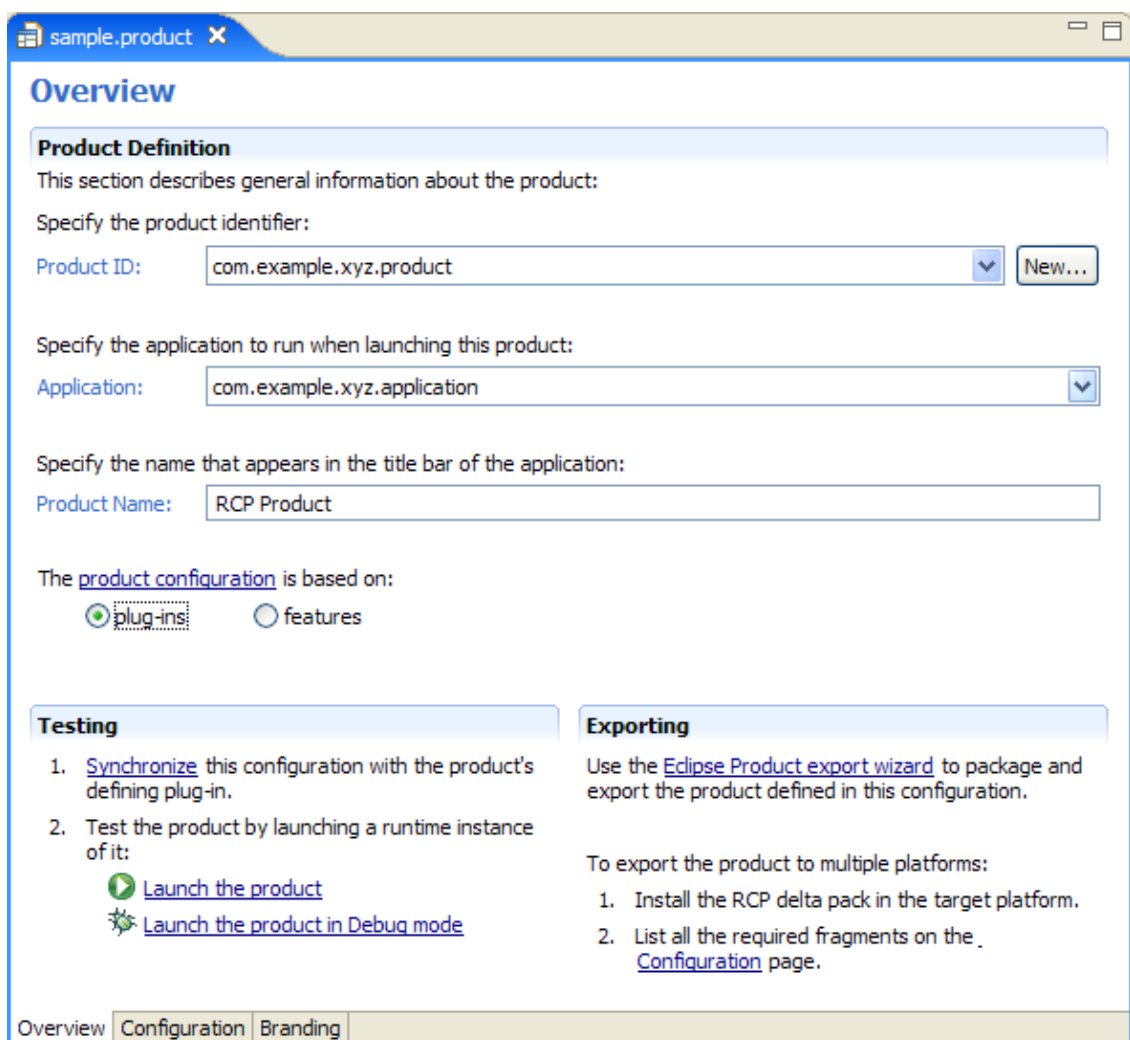 sample.product
Overview
Product Definition
This section describes general information about the product:
Specify the product identifier:
Product ID: com.example.xyz.product New...
Specify the application to run when launching this product:
Application: com.example.xyz.application
Specify the name that appears in the title bar of the application:
Product Name: RCP Product
The product configuration is based on:
plug-ins features
Testing
1. Synchronize this configuration with the product's
defining plug-in.
2. Test the product by launching a runtime instance
of it:
Launch the product
Launch the product in Debug mode
Exporting
Use the Eclipse Product export wizard to package and
export the product defined in this configuration.
To export the product to multiple platforms:
1. Install the RCP delta pack in the target platform.
2. List all the required fragments on the
Configuration page.
Overview Configuration Branding